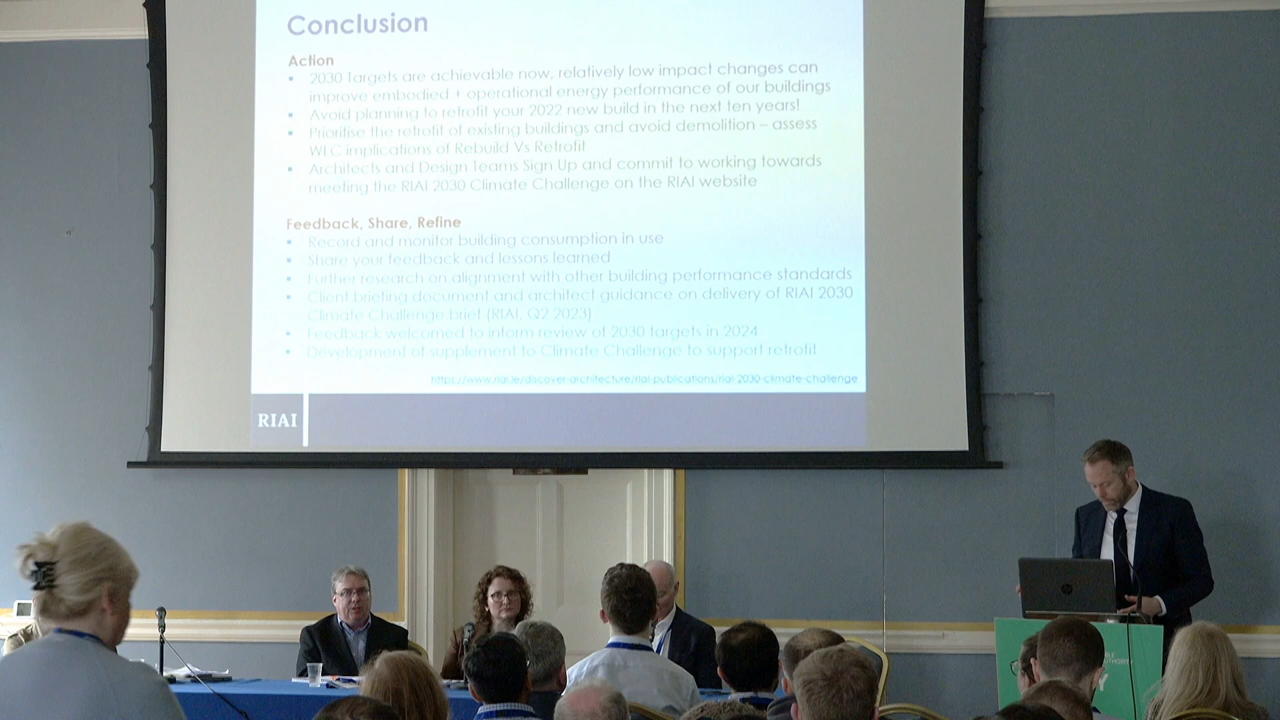 Conclusion
Action
2030 Targets are achievable now, relatively low impact changes can
improve embodied + operational energy performance of our buildings
Avoid planning to retrofit your 2022 new build in the next ten years!
Prioritise the retrofit of existing buildings and avoid demolition – assess
WLC implications of Rebuild Vs Retrofit
Architects and Design Teams Sign Up and commit to working towards
meeting the RIAI 2030 Climate Challenge on the RIAI website
Feedback, Share, Refine
Record and monitor building consumption in use
Share your feedback and lessons learned
Further research on alignment with other building performance standards
Client briefing document and architect guidance on delivery of RIAI 2030
Climate Challenge brief (RIAI, Q2 2023)
Feedback welcomed to inform review of 2030 targets in 2024
Development of supplement to Climate Challenge to support retrofit
https://www.riai.ie/discover-architecture/riai-publications/riai-2030-climate-challenge
RIAI